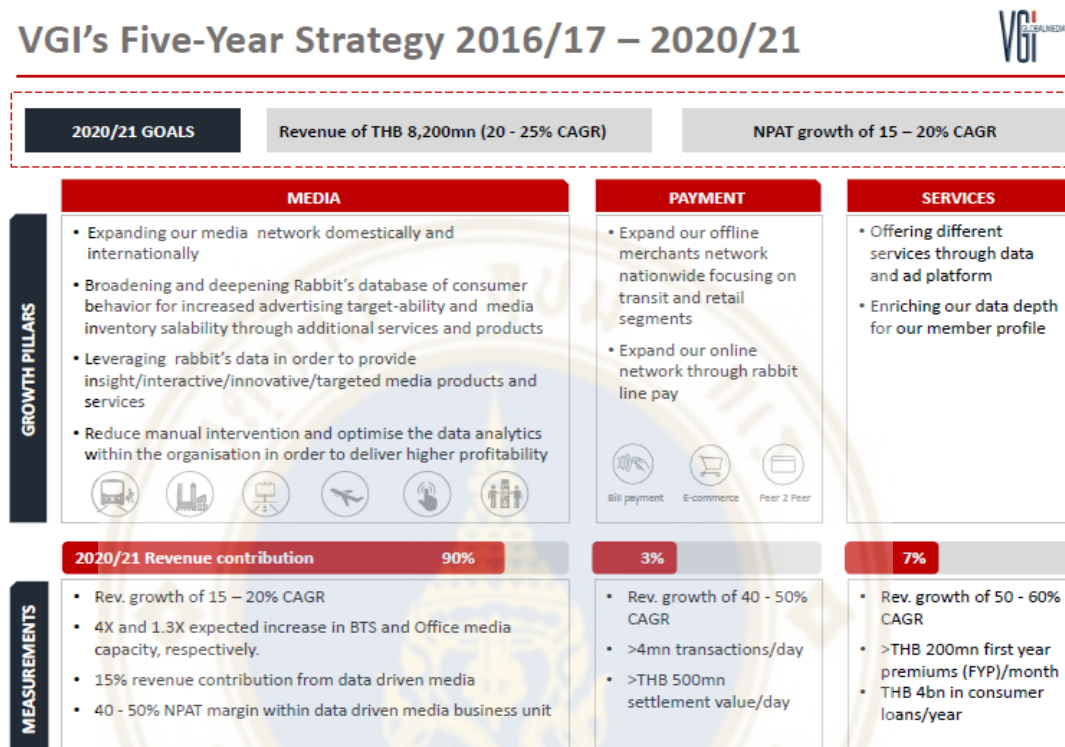 VGI's Five-Year Strategy 2016/17 – 2020/21
VGi
GLOBAL MEDIA
2020/21 GOALS
Revenue of THB 8,200mn (20 - 25% CAGR)
NPAT growth of 15 – 20% CAGR
GROWTH PILLARS
MEDIA
• Expanding our media network domestically and
internationally
• Broadening and deepening Rabbit's database of consumer
behavior for increased advertising target-ability and media
inventory salability through additional services and products
• Leveraging rabbit's data in order to provide
insight/interactive/innovative/targeted media products and
services
• Reduce manual intervention and optimise the data analytics
within the organisation in order to deliver higher profitability
PAYMENT
• Expand our offline
merchants network
nationwide focusing on
transit and retail
segments
• Expand our online
network through rabbit
line pay
Bill payment
E-commerce
Peer 2 Peer
SERVICES
• Offering different
services through data
and ad platform
• Enriching our data depth
for our member profile
MEASUREMENTS
2020/21 Revenue contribution 90%
• Rev. growth of 15 – 20% CAGR
• 4X and 1.3X expected increase in BTS and Office media
capacity, respectively.
• 15% revenue contribution from data driven media
• 40 - 50% NPAT margin within data driven media business unit
3%
• Rev. growth of 40 - 50%
CAGR
• >4mn transactions/day
• >THB 500mn
settlement value/day
7%
• Rev. growth of 50 - 60%
CAGR
• >THB 200mn first year
premiums (FYP)/month
• THB 4bn in consumer
loans/year